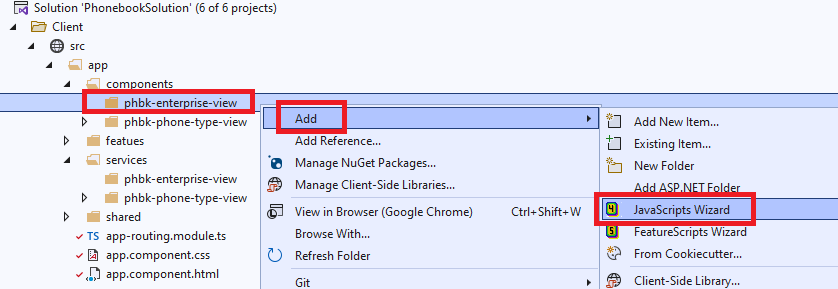 Solution 'PhonebookSolution' (6 of 6 projects)
Client
src
app
components
phbk-enterprise-view
phbk-phone-type-view
featues
services
phbk-enterprise-view
phbk-phone-type-view
shared
TS app-routing.module.ts
app.component.css
app.component.html
Add
Add Reference...
Manage NuGet Packages...
Manage Client-Side Libraries...
View in Browser (Google Chrome) Ctrl+Shift+W
Browse With...
Refresh Folder
Git
Add New Item...
Existing Item...
New Folder
Add ASP.NET Folder
4 JavaScripts Wizard
5 FeatureScripts Wizard
From Cookiecutter...
Client-Side Library...